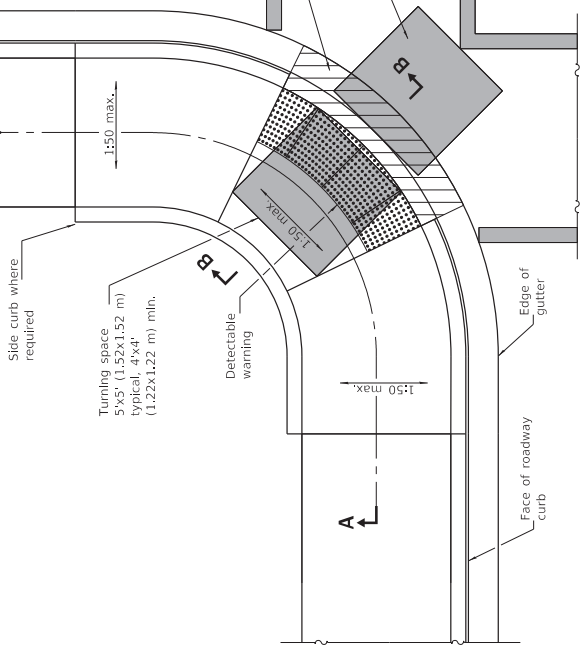 Side curb where
required
Turning space
5'x5' (1.52x1.52 m)
typical, 4'x4'
(1.22x1.22 m) min.
Detectable
warning
1:50 max.
1:50 max.
1:50 max.
B
B
A
Edge of
gutter
Face of roadway
curb